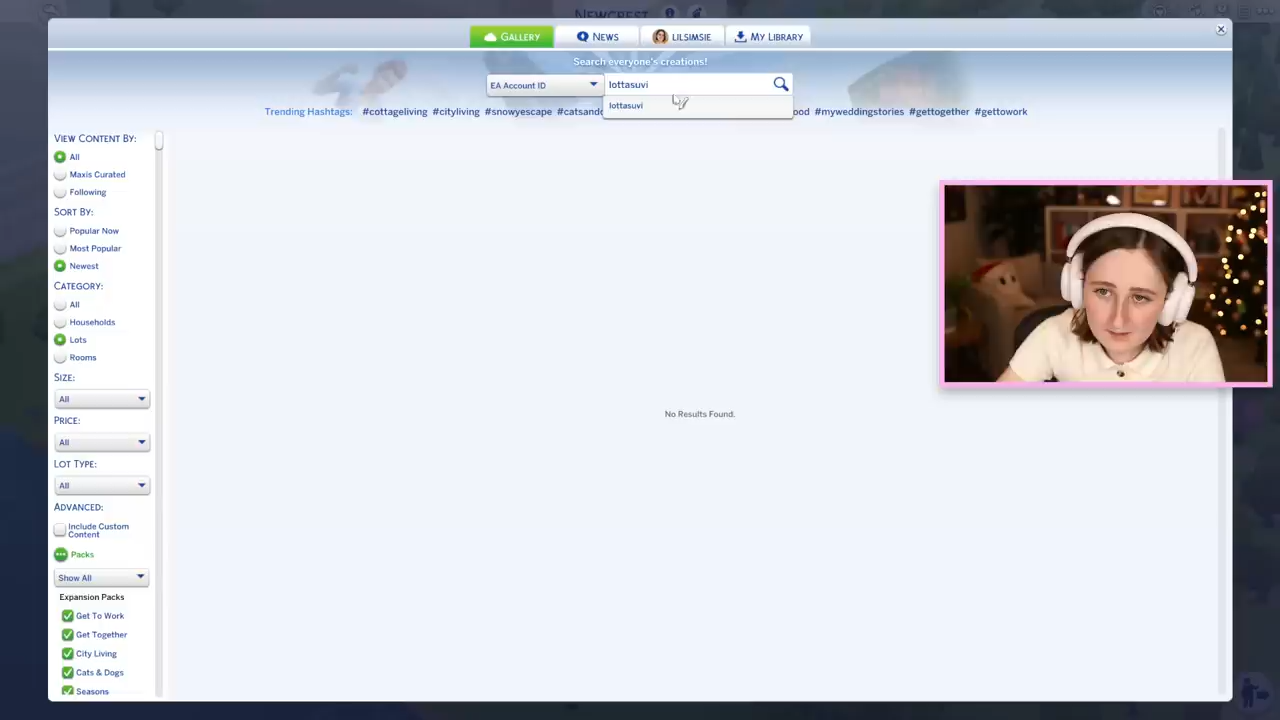 NEWCREST
GALLERY
NEWS
LILSIMSIE
MY LIBRARY
Search everyone's creations!
EA Account ID
lottasuvi
lottasuvi
Trending Hashtags: #cottageliving #cityliving #snowyescape #catsand ood #myweddingstories #gettogether #gettowork
VIEW CONTENT BY:
All
Maxis Curated
Following
SORT BY:
Popular Now
Most Popular
Newest
CATEGORY:
All
Households
Lots
Rooms
SIZE:
All
PRICE:
All
LOT TYPE:
All
ADVANCED:
Include Custom
Content
Packs
Show All
Expansion Packs
Get To Work
Get Together
City Living
Cats & Dogs
Seasons
No Results Found.